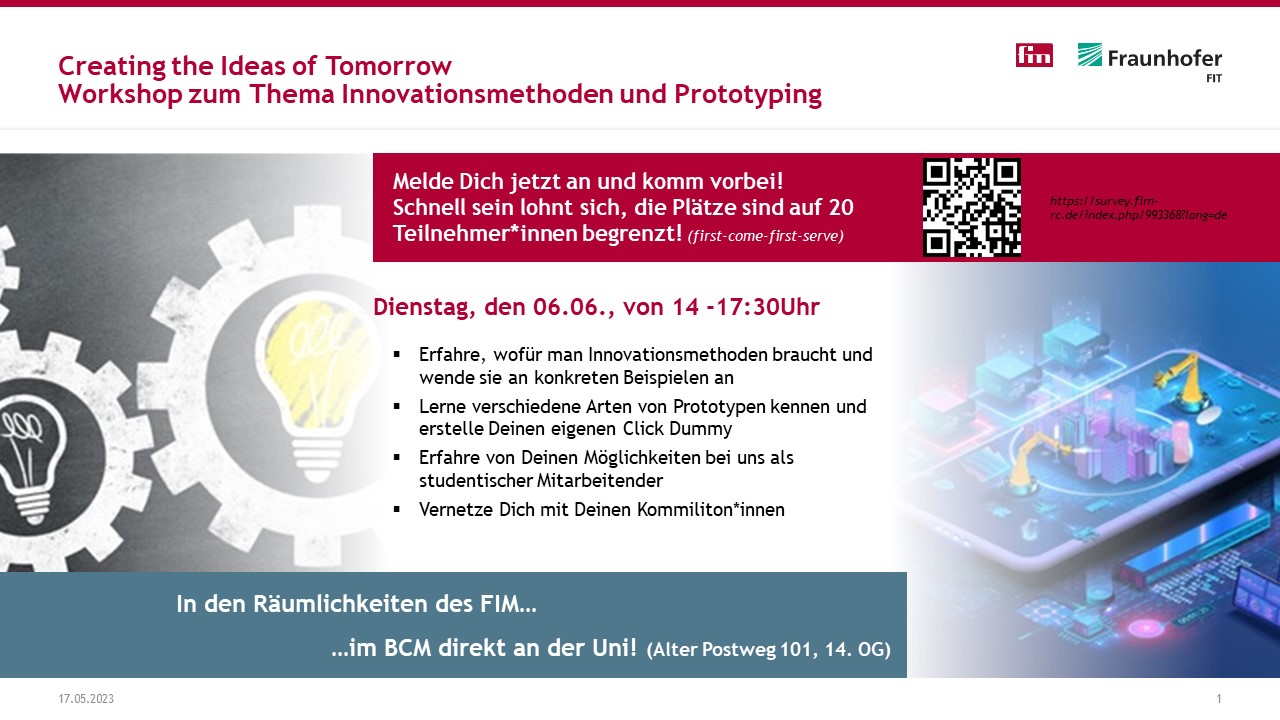 Creating the Ideas of Tomorrow
Workshop zum Thema Innovationsmethoden und Prototyping
fim
Fraunhofer
FIT
Melde Dich jetzt an und komm vorbei!
Schnell sein lohnt sich, die Plätze sind auf 20
Teilnehmer*innen begrenzt! (first-come-first-serve)
https://survey.fim-
rc.de/index.php/993368?lang=de
Dienstag, den 06.06., von 14 -17:30Uhr
▪ Erfahre, wofür man Innovationsmethoden braucht und
wende sie an konkreten Beispielen an
▪ Lerne verschiedene Arten von Prototypen kennen und
erstelle Deinen eigenen Click Dummy
▪ Erfahre von Deinen Möglichkeiten bei uns als
studentischer Mitarbeitender
▪ Vernetze Dich mit Deinen Kommiliton*innen
In den Räumlichkeiten des FIM…
…im BCM direkt an der Uni! (Alter Postweg 101, 14. OG)
17.05.2023
1